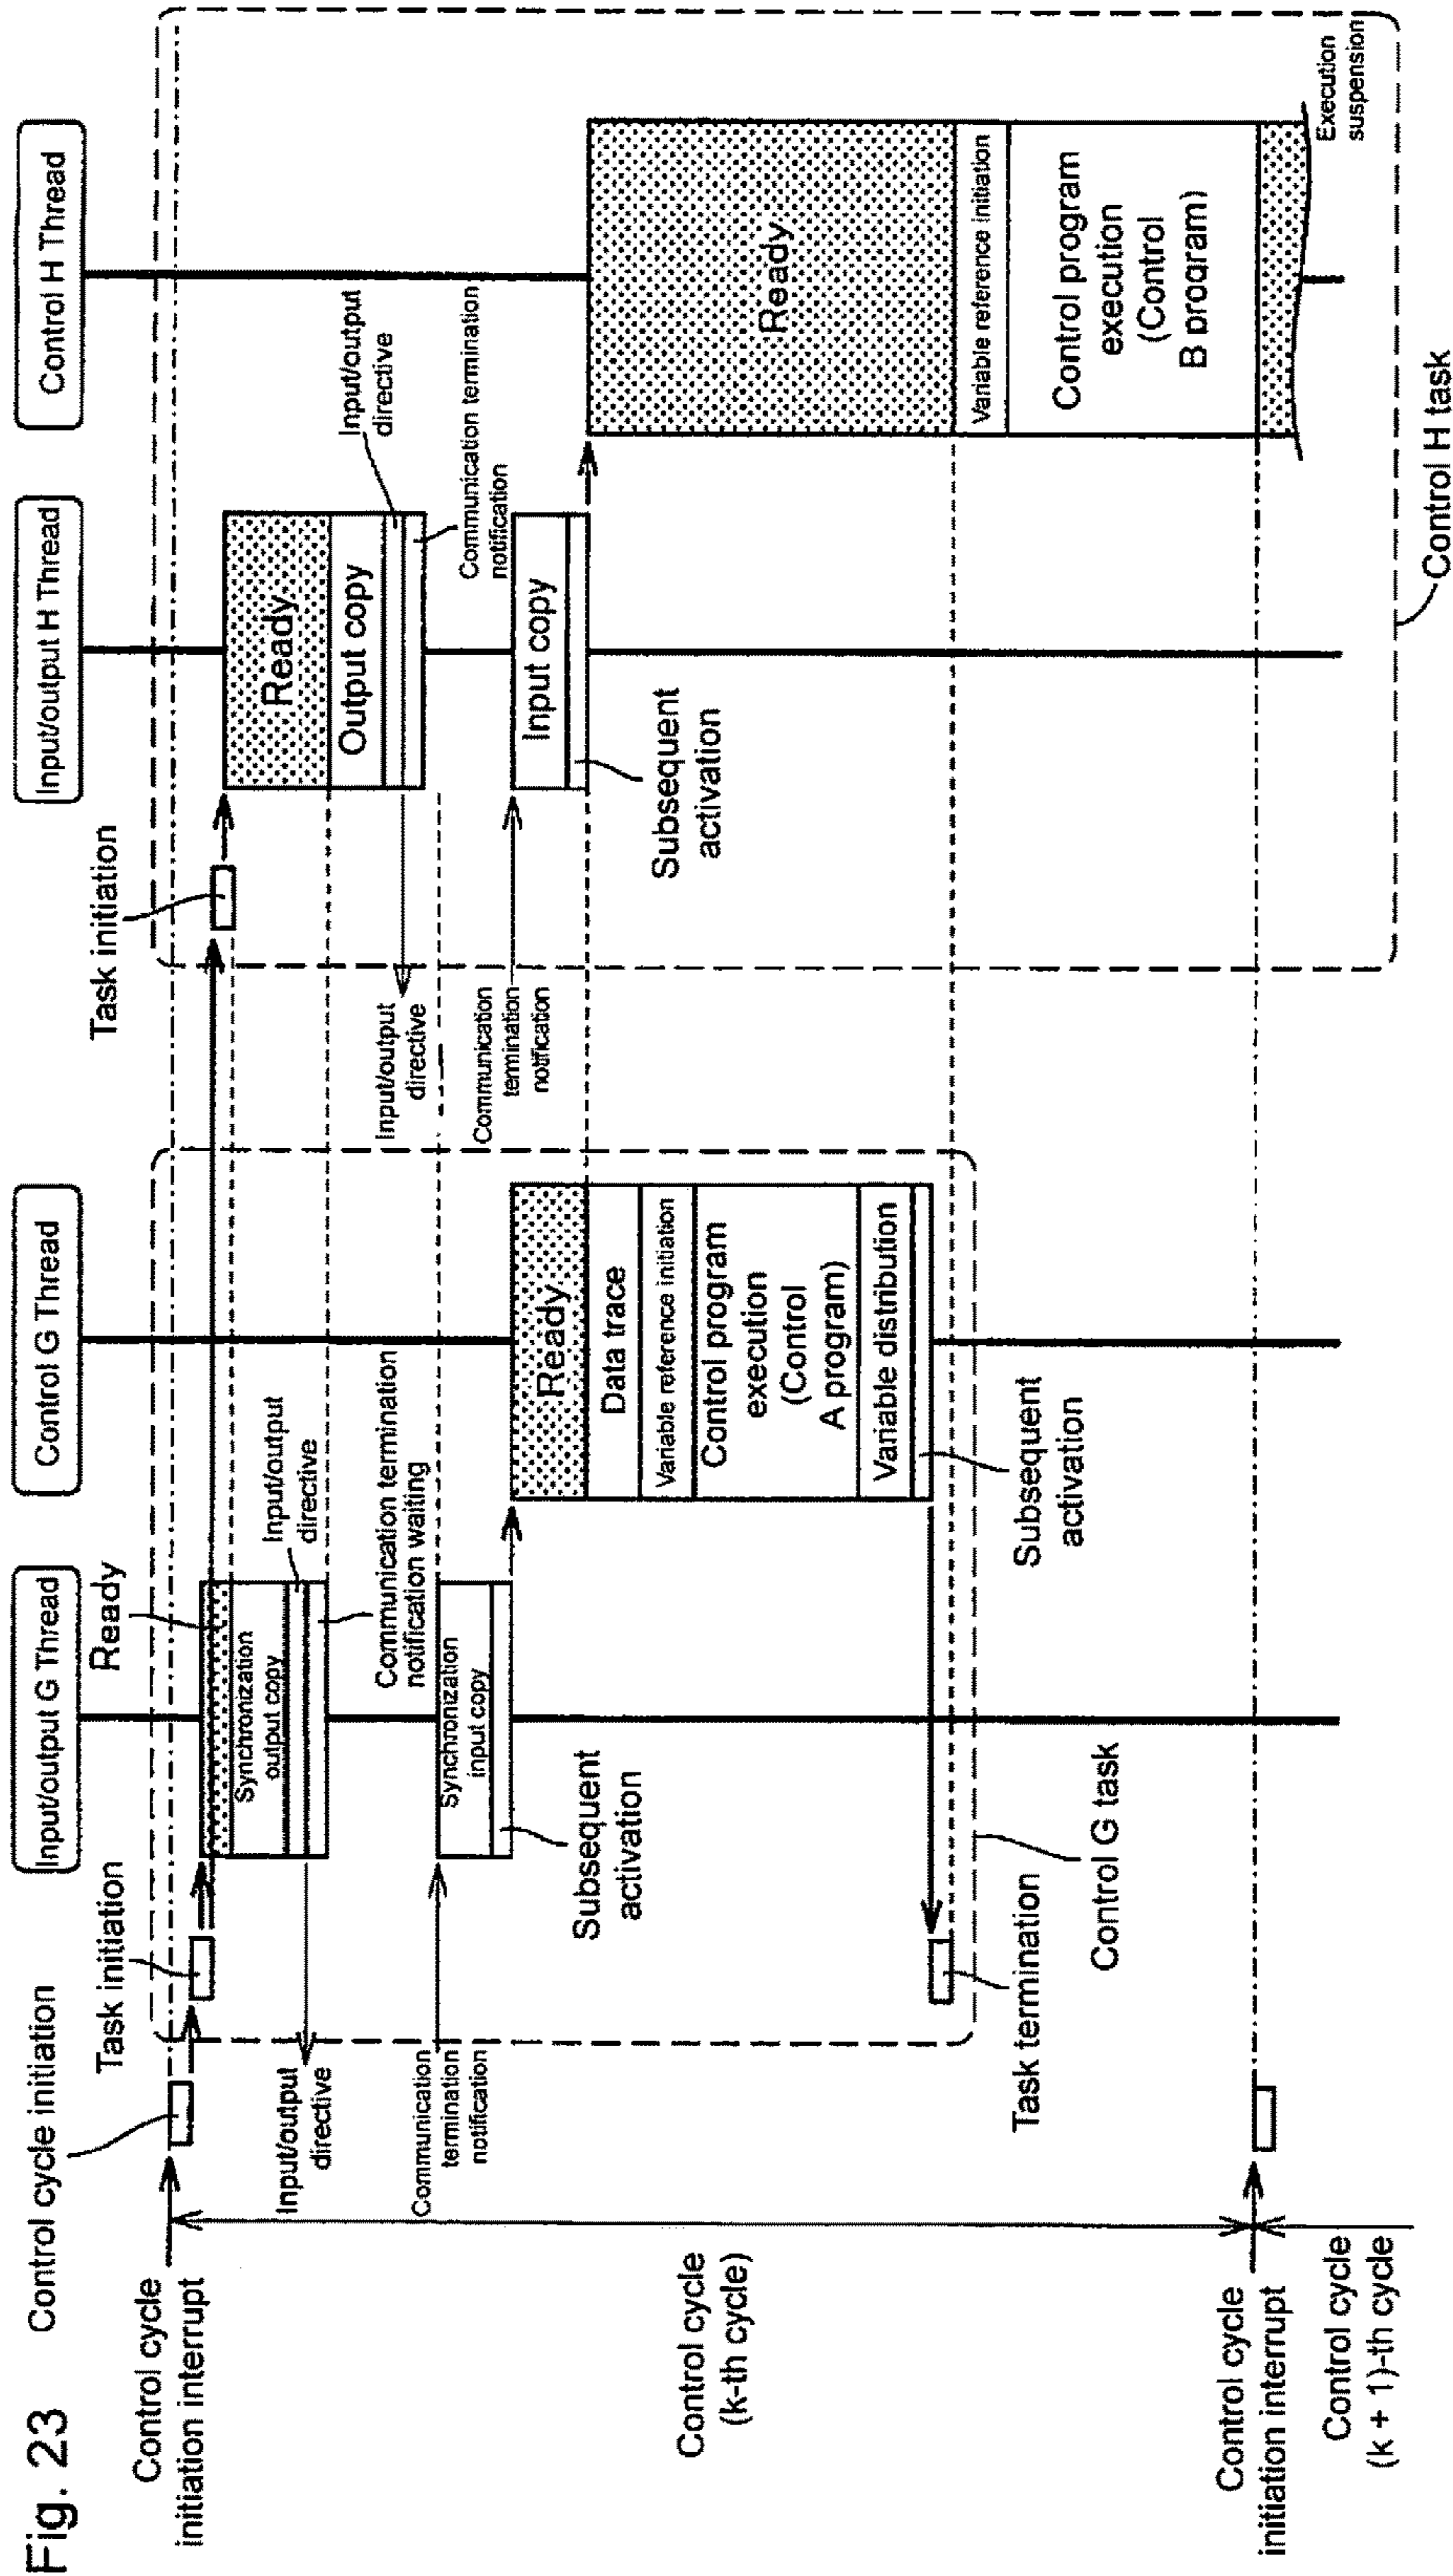 Fig. 23
Control cycle initiation
Control cycle
initiation interrupt
Task initiation
Input/output G Thread
Ready
Synchronization
output copy
Input/output
directive
Communication termination
notification waiting
Input/output
directive
Communication
termination
notification
Synchronization
input copy
Subsequent
activation
Control G Thread
Ready
Data trace
Variable reference initiation
Control program
execution
(Control
A program)
Variable distribution
Subsequent
activation
Task termination
Control G task
Task initiation
Input/output H Thread
Ready
Output copy
Input/output
directive
Communication termination
notification
Input/output
directive
Communication
termination
notification
Input copy
Subsequent
activation
Control H Thread
Ready
Variable reference initiation
Control program
execution
(Control
B program)
Execution
suspension
Control H task
Control cycle
(k-th cycle)
Control cycle
initiation interrupt
Control cycle
(k + 1)-th cycle